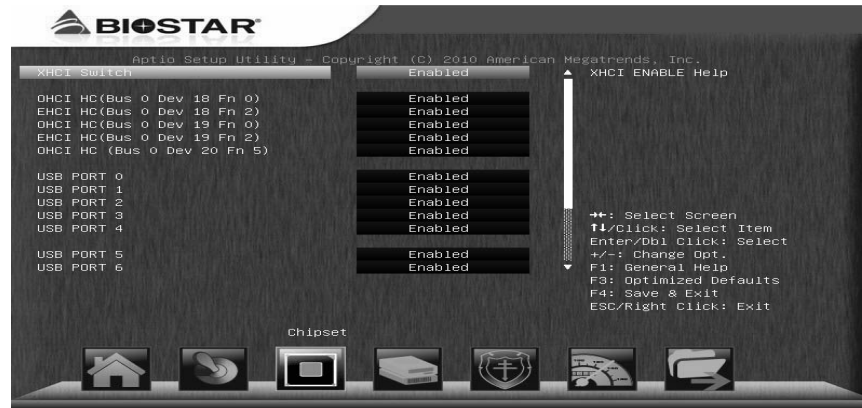 BIOSTAR
Aptio Setup Utility - Copyright (C) 2010 American Megatrends, Inc.
XHCI Switch Enabled
XHCI ENABLE Help
OHCI HC(Bus 0 Dev 18 Fn 0) Enabled
EHCI HC(Bus 0 Dev 18 Fn 2) Enabled
OHCI HC(Bus 0 Dev 19 Fn 0) Enabled
EHCI HC(Bus 0 Dev 19 Fn 2) Enabled
OHCI HC (Bus 0 Dev 20 Fn 5) Enabled
USB PORT 0 Enabled
USB PORT 1 Enabled
USB PORT 2 Enabled
USB PORT 3 Enabled
USB PORT 4 Enabled
USB PORT 5 Enabled
USB PORT 6 Enabled
→←: Select Screen
↑↓/Click: Select Item
Enter/Dbl Click: Select
+/-: Change Opt.
F1: General Help
F3: Optimized Defaults
F4: Save & Exit
ESC/Right Click: Exit
Chipset